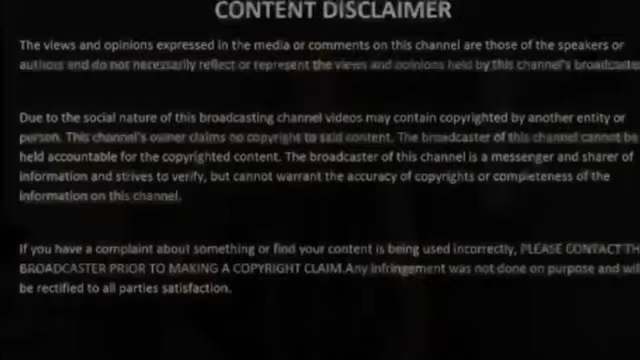 CONTENT DISCLAIMER
The views and opinions expressed in the media or comments on this channel are those of the speakers or
authors and do not necessarily reflect or represent the views and opinions held by this channel's
Due to the social nature of this broadcasting channel videos may contain copyrighted by another entity or
person. This channel's owner claims no copyright to said content. The broadcaster of this channel cannot be
held accountable for the copyrighted content. The broadcaster of this channel is a messenger and sharer of
information and strives to verify, but cannot warrant the accuracy of copyrights or completeness of the
information on this channel.
If you have a complaint about something or find your content is being used incorrectly, PLEASE CONTACT
BROADCASTER PRIOR TO MAKING A COPYRIGHT CLAIM.Any infringement was not done on purpose and
be rectified to all parties satisfaction.